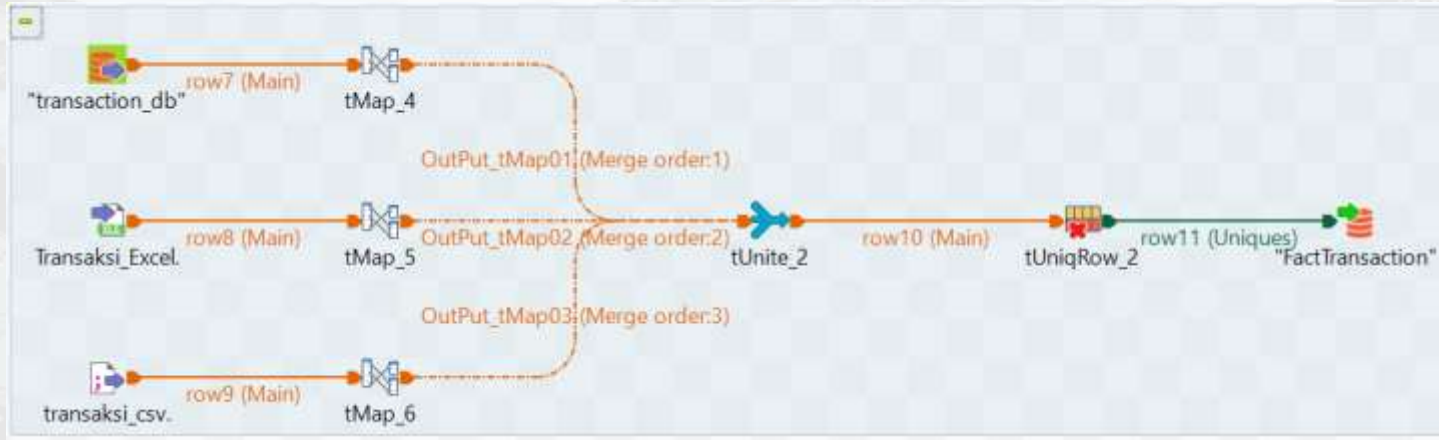 "transaction_db"
row7 (Main)
tMap_4
OutPut_tMap01 (Merge order:1)
Transaksi_Excel.
row8 (Main)
tMap_5
OutPut_tMap02 (Merge order:2)
tUnite_2
row10 (Main)
tUniqRow_2
row11 (Uniques)
"FactTransaction"
OutPut_tMap03 (Merge order:3)
transaksi_csv.
row9 (Main)
tMap_6